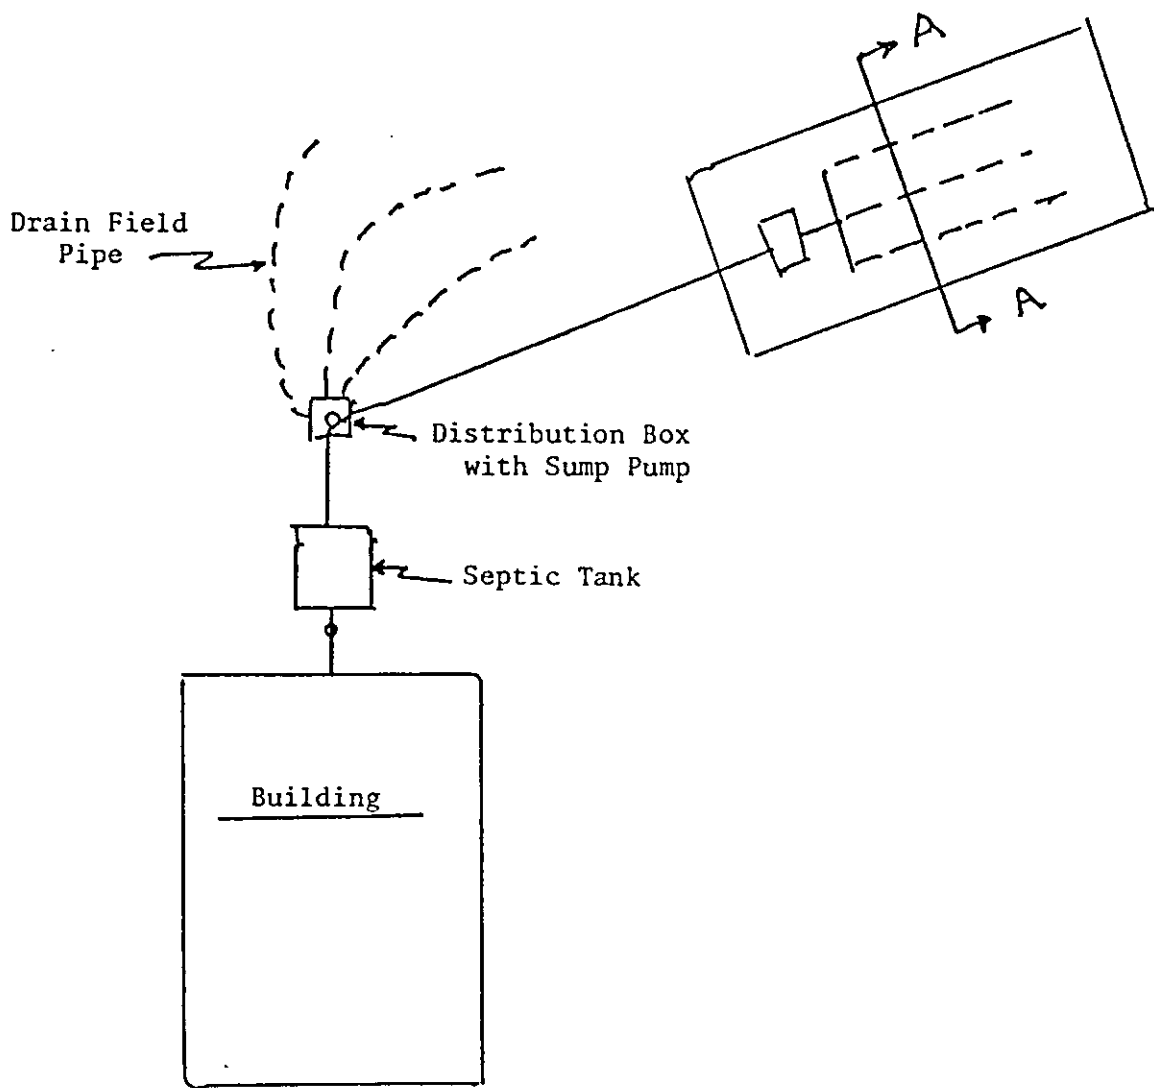 A
Drain Field
Pipe
A
Distribution Box
with Sump Pump
Septic Tank
Building